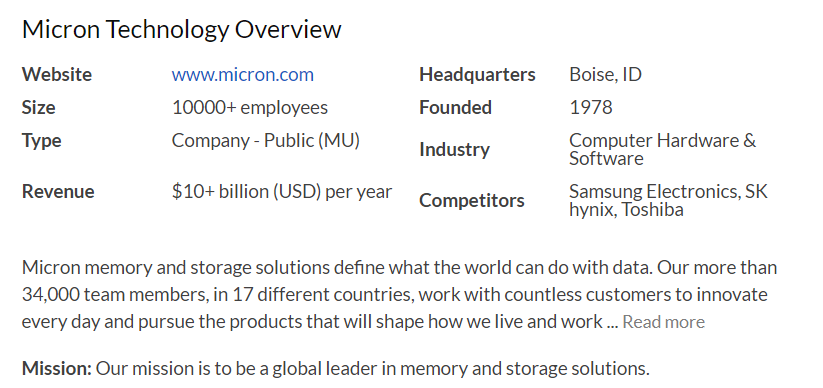 Micron Technology Overview
Website www.micron.com Headquarters Boise, ID
Size 10000+ employees Founded 1978
Type Company - Public (MU) Industry Computer Hardware &
Software
Revenue $10+ billion (USD) per year Competitors Samsung Electronics, SK
hynix, Toshiba
Micron memory and storage solutions define what the world can do with data. Our more than
34,000 team members, in 17 different countries, work with countless customers to innovate
every day and pursue the products that will shape how we live and work ... Read more
Mission: Our mission is to be a global leader in memory and storage solutions.